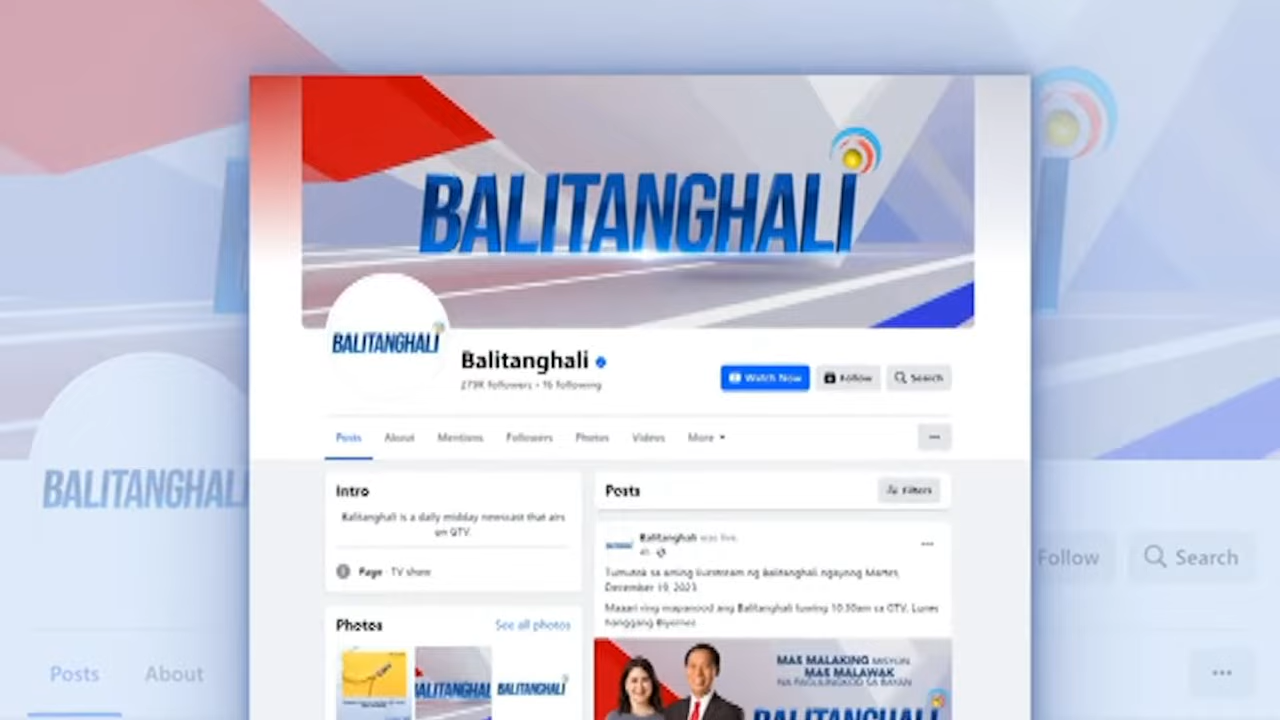 BALITANGHALI
BALITANGHALI
Balitanghali
279K followers • 16 following
Watch Now
Follow
Search
Posts
About
Mentions
Followers
Photos
Videos
More
Intro
Balitanghali is a daily midday newscast that airs
on GTV.
Page · TV show
Photos
See all photos
BALITANGHALI
BALITANGHALI
Posts
Filters
Balitanghali was live.
Tumutok sa aming livestream ng Balitanghali ngayong Martes,
December 19, 2023
Maaari ring mapanood ang Balitanghali tuwing 10:30am sa GTV, Lunes
hanggang Biyernes.
MAS MALAKING MISYON
MAS MALAWAK
NA PAGLILINGKOD SA BAYAN
BALITANGHALI
BALITANGHALI
Follow
Search
Posts
About